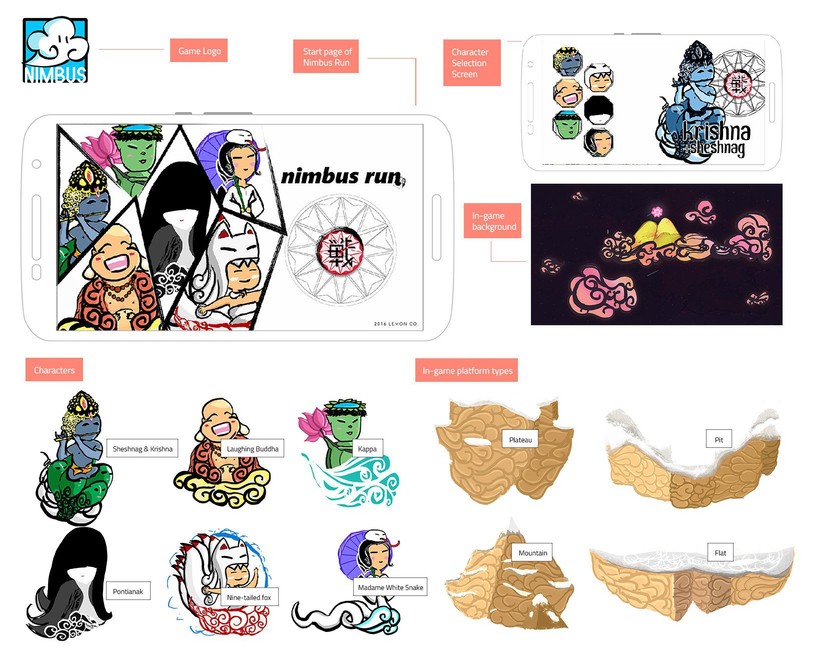 NIMBUS
Game Logo
Start page of
Nimbus Run
Character
Selection
Screen
krishna
sheshnag
nimbus run
戦
2016 LEMON CO
In-game
background
Characters
In-game platform types
Sheshnag & Krishna
Laughing Buddha
Kappa
Plateau
Pit
Pontianak
Nine-tailed fox
Madame White Snake
Mountain
Flat